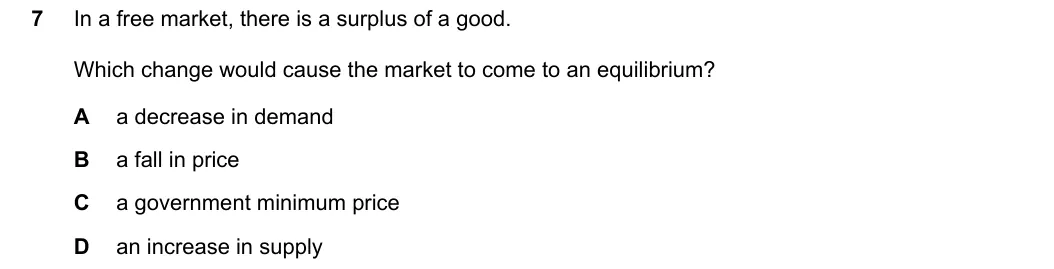 7 In a free market, there is a surplus of a good.
Which change would cause the market to come to an equilibrium?
A a decrease in demand
B a fall in price
C a government minimum price
D an increase in supply